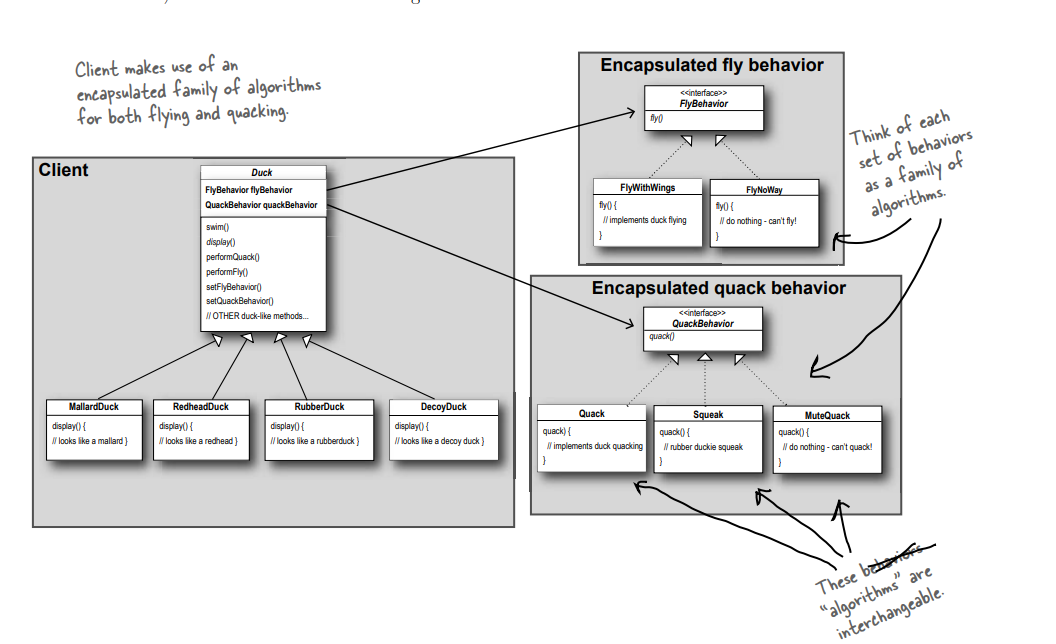 Client makes use of an
encapsulated family of algorithms
for both flying and quacking.
Client
Duck
FlyBehavior flyBehavior
QuackBehavior quackBehavior
swim()
display()
performQuack()
performFly()
setFlyBehavior()
setQuackBehavior()
// OTHER duck-like methods...
MallardDuck
display() {
// looks like a mallard }
RedheadDuck
display() {
// looks like a redhead }
RubberDuck
display() {
// looks like a rubberduck }
DecoyDuck
display() {
// looks like a decoy duck }
Encapsulated fly behavior
<<interface>>
FlyBehavior
fly()
FlyWithWings
fly() {
// implements duck flying
}
FlyNoWay
fly() {
// do nothing - can't fly!
}
Think of each
set of behaviors
as a family of
algorithms.
Encapsulated quack behavior
<<interface>>
QuackBehavior
quack()
Quack
quack) {
// implements duck quacking
}
Squeak
quack() {
// rubber duckie squeak
}
MuteQuack
quack() {
// do nothing - can't quack!
}
These behaviors
“algorithms” are
interchangeable.